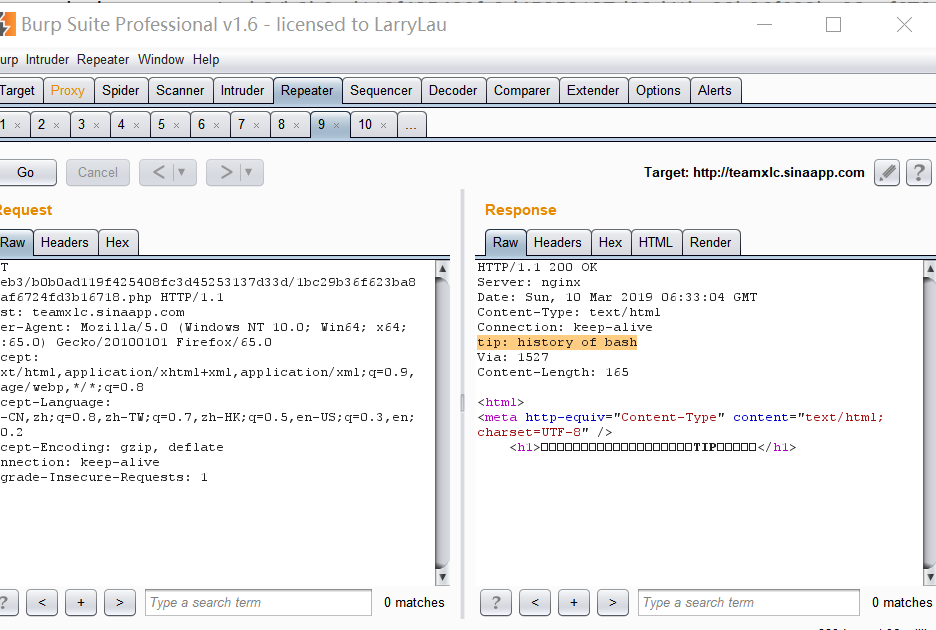 Burp Suite Professional v1.6 - licensed to LarryLau
urp Intruder Repeater Window Help
Target Proxy Spider Scanner Intruder Repeater Sequencer Decoder Comparer Extender Options Alerts
1 × 2 × 3 × 4 × 5 × 6 × 7 × 8 × 9 × 10 × ...
Go Cancel < ▼ > ▼ Target: http://teamxlc.sinaapp.com ?
Request
Raw Headers Hex
T
eb3/b0b0ad119f425408fc3d45253137d33d/1bc29b36f623ba8
af6724fd3b16718.php HTTP/1.1
st: teamxlc.sinaapp.com
er-Agent: Mozilla/5.0 (Windows NT 10.0; Win64; x64;
:65.0) Gecko/20100101 Firefox/65.0
cept:
xt/html,application/xhtml+xml,application/xml;q=0.9,
age/webp,*/*;q=0.8
cept-Language:
-CN,zh;q=0.8,zh-TW;q=0.7,zh-HK;q=0.5,en-US;q=0.3,en;
0.2
cept-Encoding: gzip, deflate
nnection: keep-alive
grade-Insecure-Requests: 1
? < + > Type a search term 0 matches
Response
Raw Headers Hex HTML Render
HTTP/1.1 200 OK
Server: nginx
Date: Sun, 10 Mar 2019 06:33:04 GMT
Content-Type: text/html
Connection: keep-alive
tip: history of bash
Via: 1527
Content-Length: 165
<html>
<meta http-equiv="Content-Type" content="text/html;
charset=UTF-8" />
<h1>□□□□□□□□□□□□□□□□□□□TIP□□□□□</h1>
? < + > Type a search term 0 matches